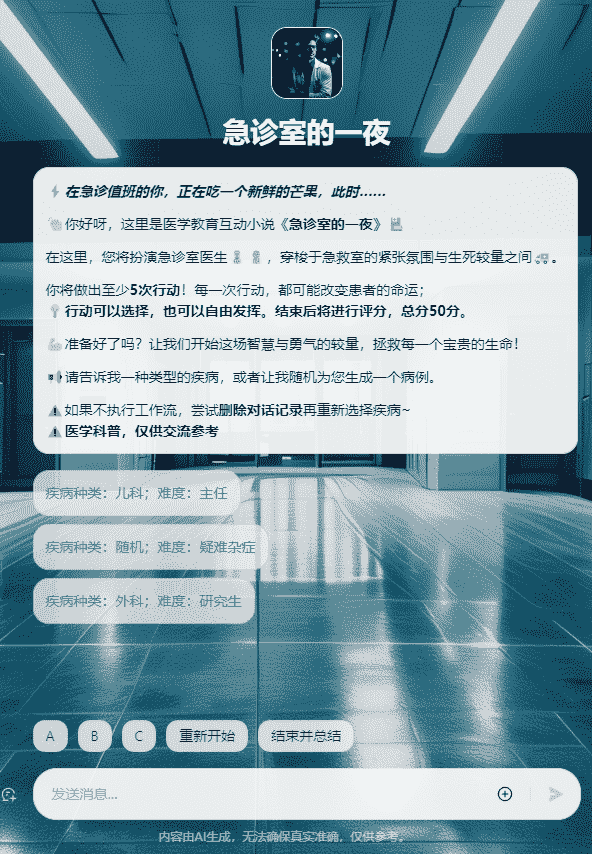 急诊室的一夜
在急诊值班的你，正在吃一个新鲜的芒果，此时……
你好呀，这里是医学教育互动小说《急诊室的一夜》
在这里，您将扮演急诊室医生，穿梭于急救室的紧张氛围与生死较量之间。
你将做出至少5次行动！每一次行动，都可能改变患者的命运；
行动可以选择，也可以自由发挥。结束后将进行评分，总分50分。
准备好了吗？让我们开始这场智慧与勇气的较量，拯救每一个宝贵的生命！
请告诉我一种类型的疾病，或者让我随机为您生成一个病例。
如果不执行工作流，尝试删除对话记录再重新选择疾病~
医学科普，仅供交流参考
疾病种类：儿科；难度：主任
疾病种类：随机；难度：疑难杂症
疾病种类：外科；难度：研究生
A B C 重新开始 结束并总结
发送消息...
内容由AI生成，无法确保真实准确，仅供参考。